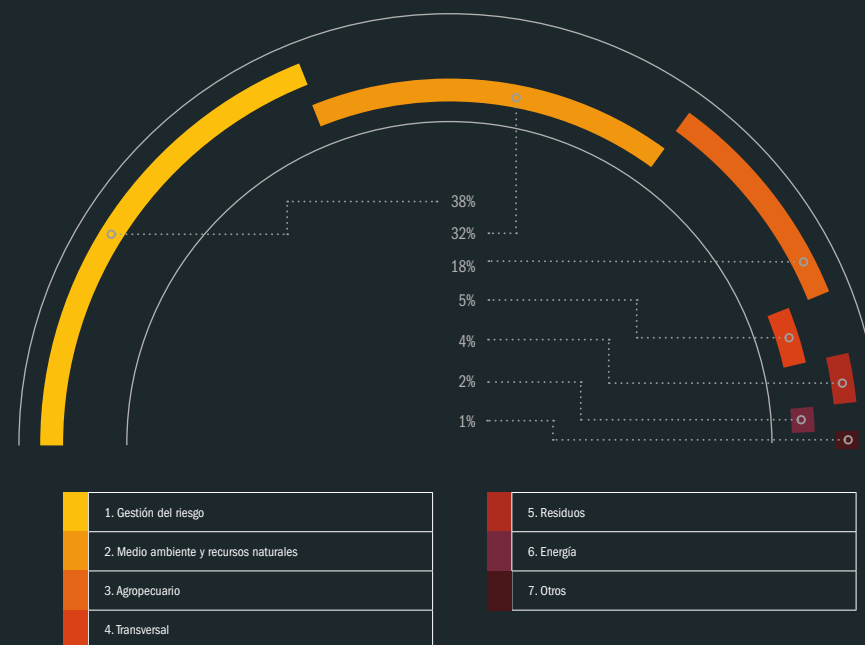 38%
32%
18%
5%
4%
2%
1%
1. Gestión del riesgo
2. Medio ambiente y recursos naturales
3. Agropecuario
4. Transversal
5. Residuos
6. Energía
7. Otros